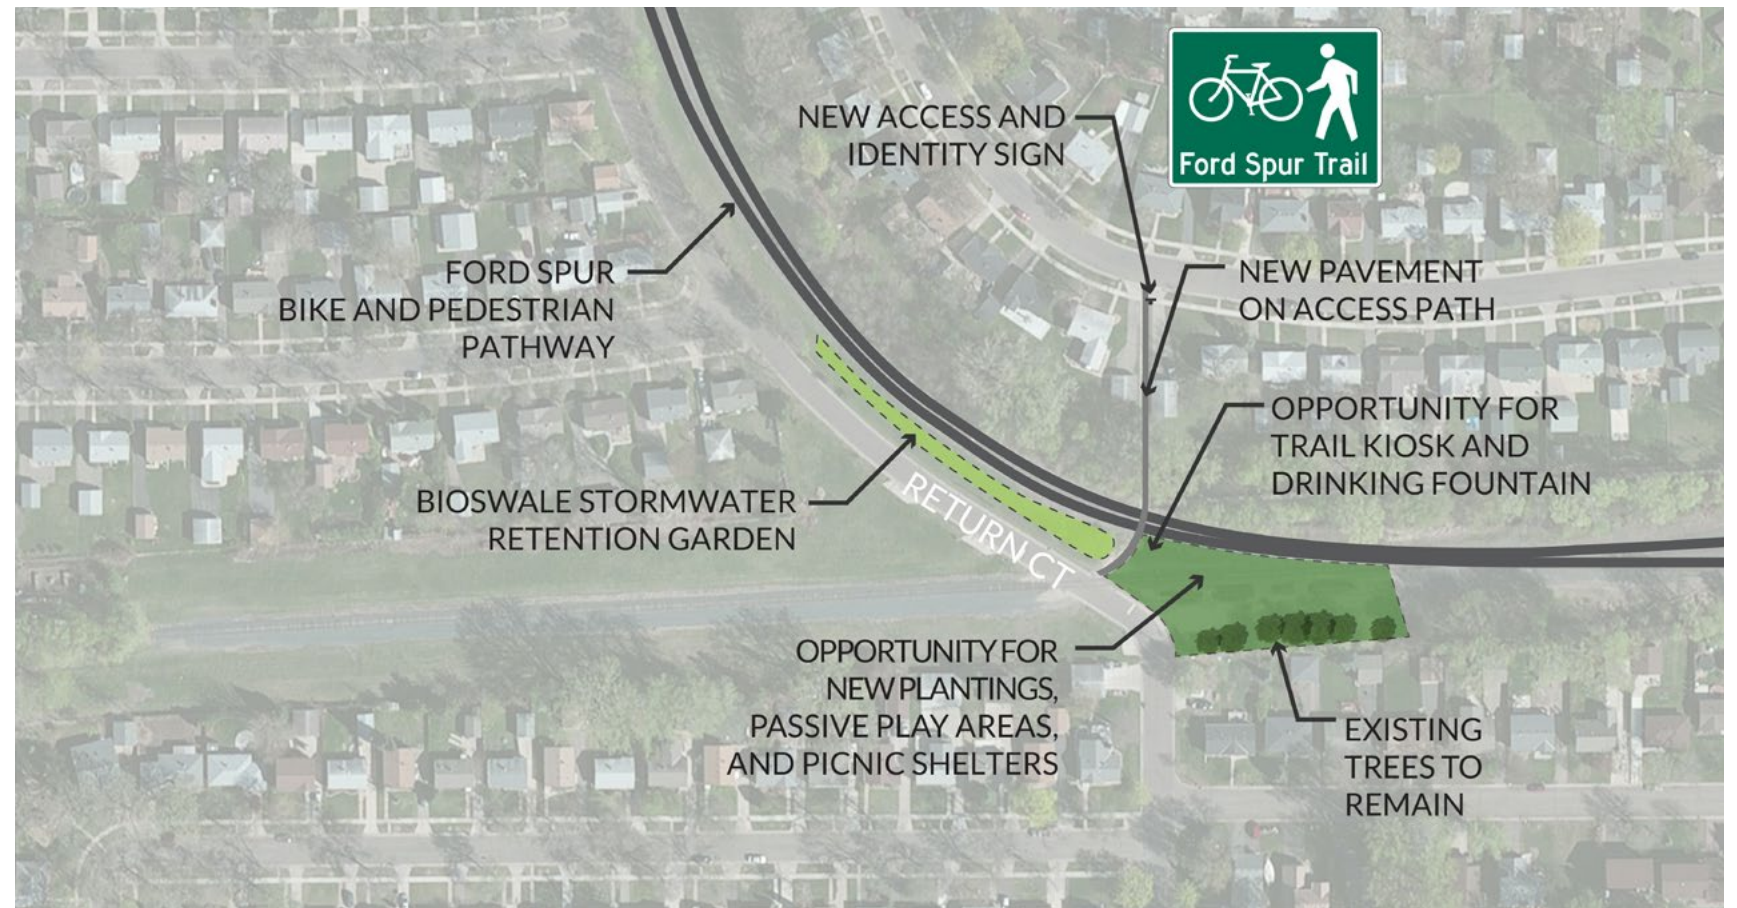 Ford Spur Trail
NEW ACCESS AND
IDENTITY SIGN
FORD SPUR
BIKE AND PEDESTRIAN
PATHWAY
NEW PAVEMENT
ON ACCESS PATH
OPPORTUNITY FOR
TRAIL KIOSK AND
DRINKING FOUNTAIN
BIOSWALE STORMWATER
RETENTION GARDEN
RETURN CT
OPPORTUNITY FOR
NEW PLANTINGS,
PASSIVE PLAY AREAS,
AND PICNIC SHELTERS
EXISTING
TREES TO
REMAIN